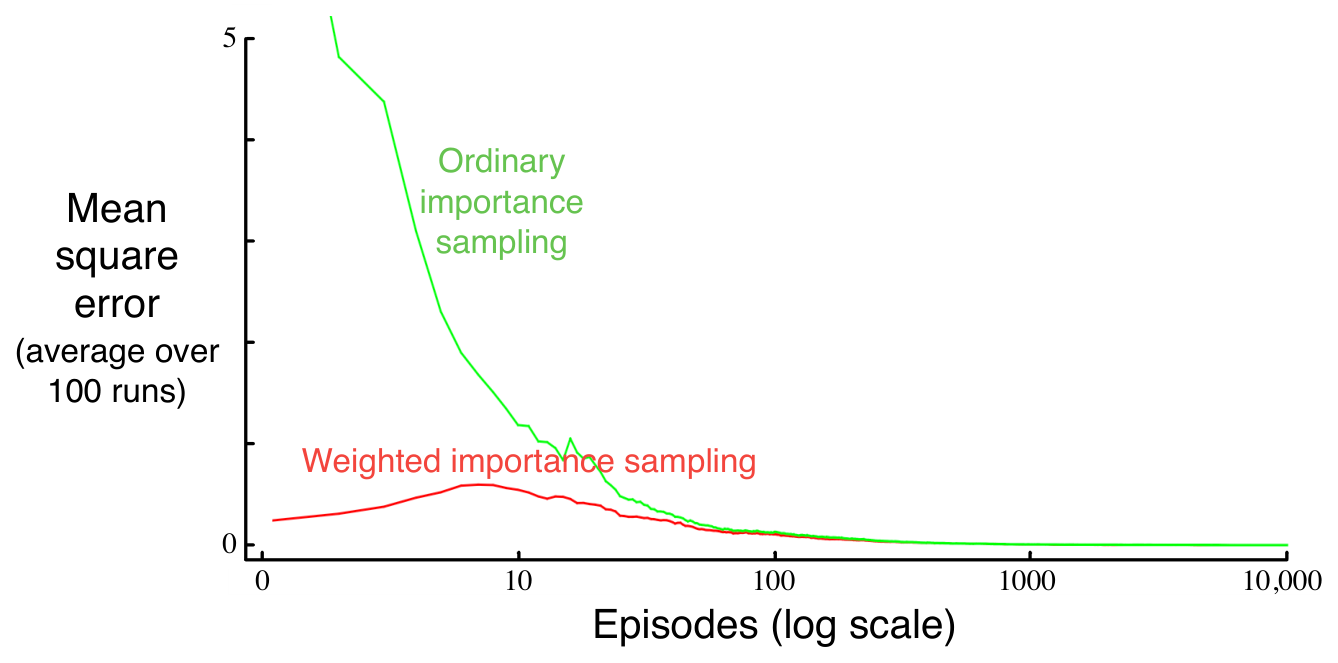 5
Ordinary
importance
sampling
Mean
square
error
(average over
100 runs)
Weighted importance sampling
0
0 10 100 1000 10,000
Episodes (log scale)